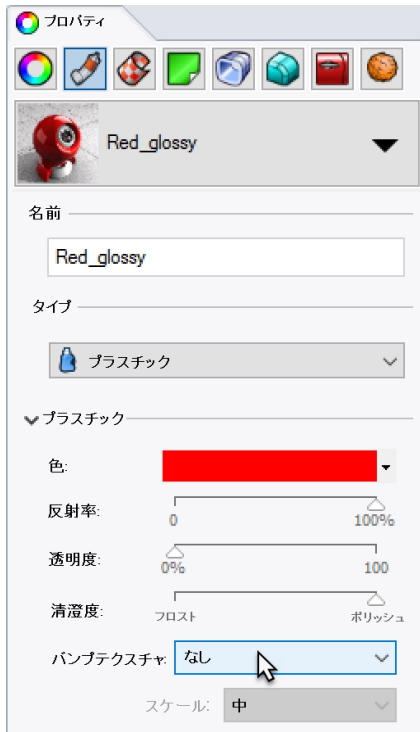 プロパティ
Red_glossy
名前
Red_glossy
タイプ
プラスチック
プラスチック
色:
反射率:
0 100%
透明度:
0% 100
清澄度:
フロスト ポリッシュ
バンプテクスチャ: なし
スケール: 中